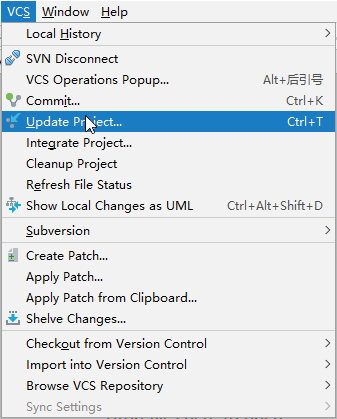 VCS Window Help
Local History
SVN Disconnect
VCS Operations Popup... Alt+后引号
Commit... Ctrl+K
Update Project... Ctrl+T
Integrate Project...
Cleanup Project
Refresh File Status
Show Local Changes as UML Ctrl+Alt+Shift+D
Subversion
Create Patch...
Apply Patch...
Apply Patch from Clipboard...
Shelve Changes...
Checkout from Version Control
Import into Version Control
Browse VCS Repository
Sync Settings